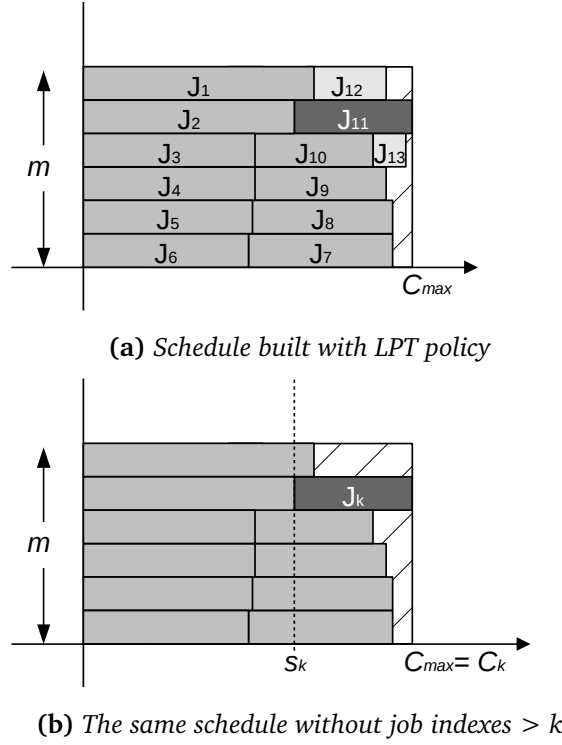 J1 J12
J2 J11
J3 J10 J13
m
J4 J9
J5 J8
J6 J7
Cmax
(a) Schedule built with LPT policy
Jk
m
sk Cmax= Ck
(b) The same schedule without job indexes > k